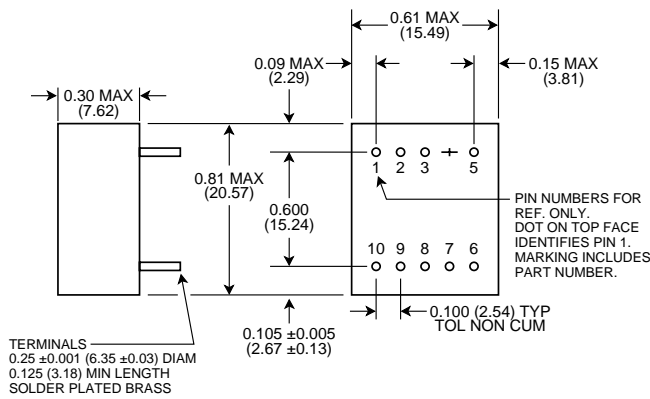 0.61 MAX
(15.49)
0.09 MAX
(2.29)
0.15 MAX
(3.81)
0.30 MAX
(7.62)
0.81 MAX
(20.57)
0.600
(15.24)
1 2 3 5
10 9 8 7 6
PIN NUMBERS FOR
REF. ONLY.
DOT ON TOP FACE
IDENTIFIES PIN 1.
MARKING INCLUDES
PART NUMBER.
0.100 (2.54) TYP
TOL NON CUM
0.105 ±0.005
(2.67 ±0.13)
TERMINALS
0.25 ±0.001 (6.35 ±0.03) DIAM
0.125 (3.18) MIN LENGTH
SOLDER PLATED BRASS